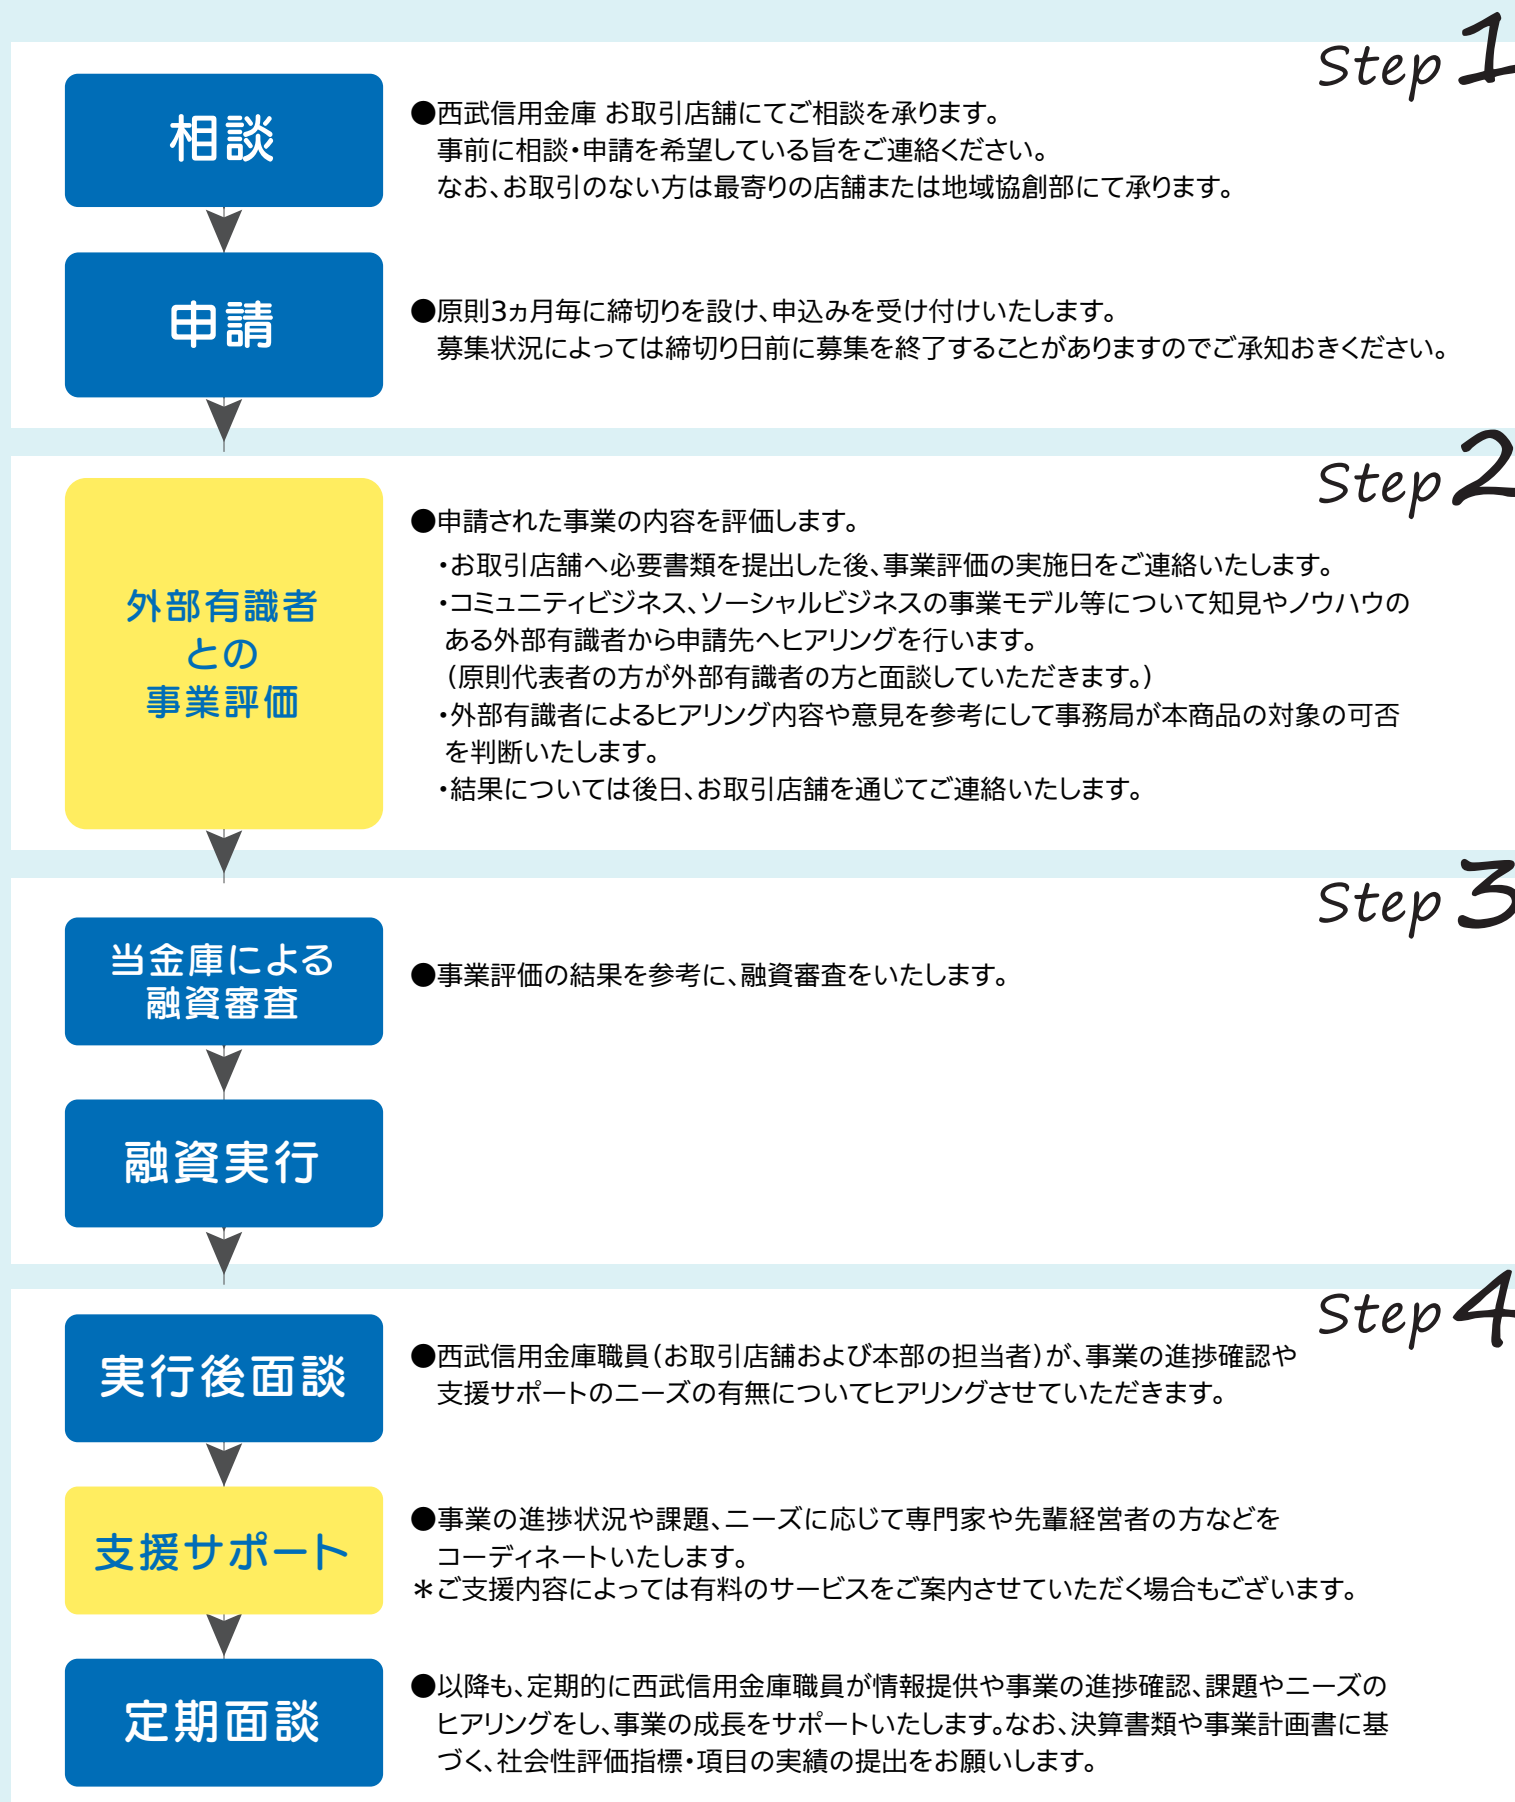 Step 1
相談
●西武信用金庫 お取引店舗にてご相談を承ります。
事前に相談・申請を希望している旨をご連絡ください。
なお、お取引のない方は最寄りの店舗または地域協創部にて承ります。
申請
●原則3ヵ月毎に締切りを設け、申込みを受け付けいたします。
募集状況によっては締切り日前に募集を終了することがありますのでご承知おきください。
Step 2
外部有識者
との
事業評価
●申請された事業の内容を評価します。
・お取引店舗へ必要書類を提出した後、事業評価の実施日をご連絡いたします。
・コミュニティビジネス、ソーシャルビジネスの事業モデル等について知見やノウハウの
ある外部有識者から申請先へヒアリングを行います。
(原則代表者の方が外部有識者の方と面談していただきます。)
・外部有識者によるヒアリング内容や意見を参考にして事務局が本商品の対象の可否
を判断いたします。
・結果については後日、お取引店舗を通じてご連絡いたします。
Step 3
当金庫による
融資審査
●事業評価の結果を参考に、融資審査をいたします。
融資実行
Step 4
実行後面談
●西武信用金庫職員(お取引店舗および本部の担当者)が、事業の進捗確認や
支援サポートのニーズの有無についてヒアリングさせていただきます。
支援サポート
●事業の進捗状況や課題、ニーズに応じて専門家や先輩経営者の方などを
コーディネートいたします。
＊ご支援内容によっては有料のサービスをご案内させていただく場合もございます。
定期面談
●以降も、定期的に西武信用金庫職員が情報提供や事業の進捗確認、課題やニーズの
ヒアリングをし、事業の成長をサポートいたします。なお、決算書類や事業計画書に基
づく、社会性評価指標・項目の実績の提出をお願いします。